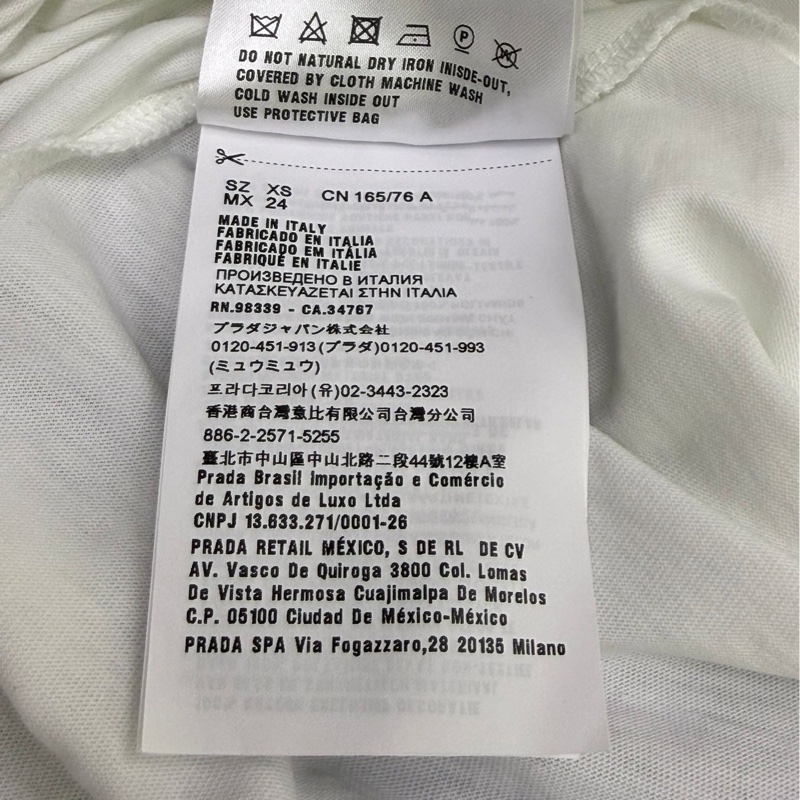 DO NOT NATURAL DRY IRON INISDE-OUT,
COVERED BY CLOTH MACHINE WASH
COLD WASH INSIDE OUT
USE PROTECTIVE BAG
SZ XS
MX 24
CN 165/76 A
MADE IN ITALY
FABRICADO EN ITALIA
FABRICADO EM ITÁLIA
FABRIQUÉ EN ITALIE
ПРОИЗВЕДЕНО В ИТАЛИЯ
ΚΑΤΑΣΚΕΥΑΖΕΤΑΙ ΣΤΗΝ ΙΤΑΛΙΑ
RN.98339 - CA.34767
プラダジャパン株式会社
0120-451-913(プラダ)0120-451-993
(ミュウミュウ)
프라다코리아(유)02-3443-2323
香港商台灣意比有限公司台灣分公司
886-2-2571-5255
臺北市中山區中山北路二段44號12樓A室
Prada Brasil Importação e Comércio
de Artigos de Luxo Ltda
CNPJ 13.633.271/0001-26
PRADA RETAIL MÉXICO, S DE RL DE CV
AV. Vasco De Quiroga 3800 Col. Lomas
De Vista Hermosa Cuajimalpa De Morelos
C.P. 05100 Ciudad De México-México
PRADA SPA Via Fogazzaro,28 20135 Milano